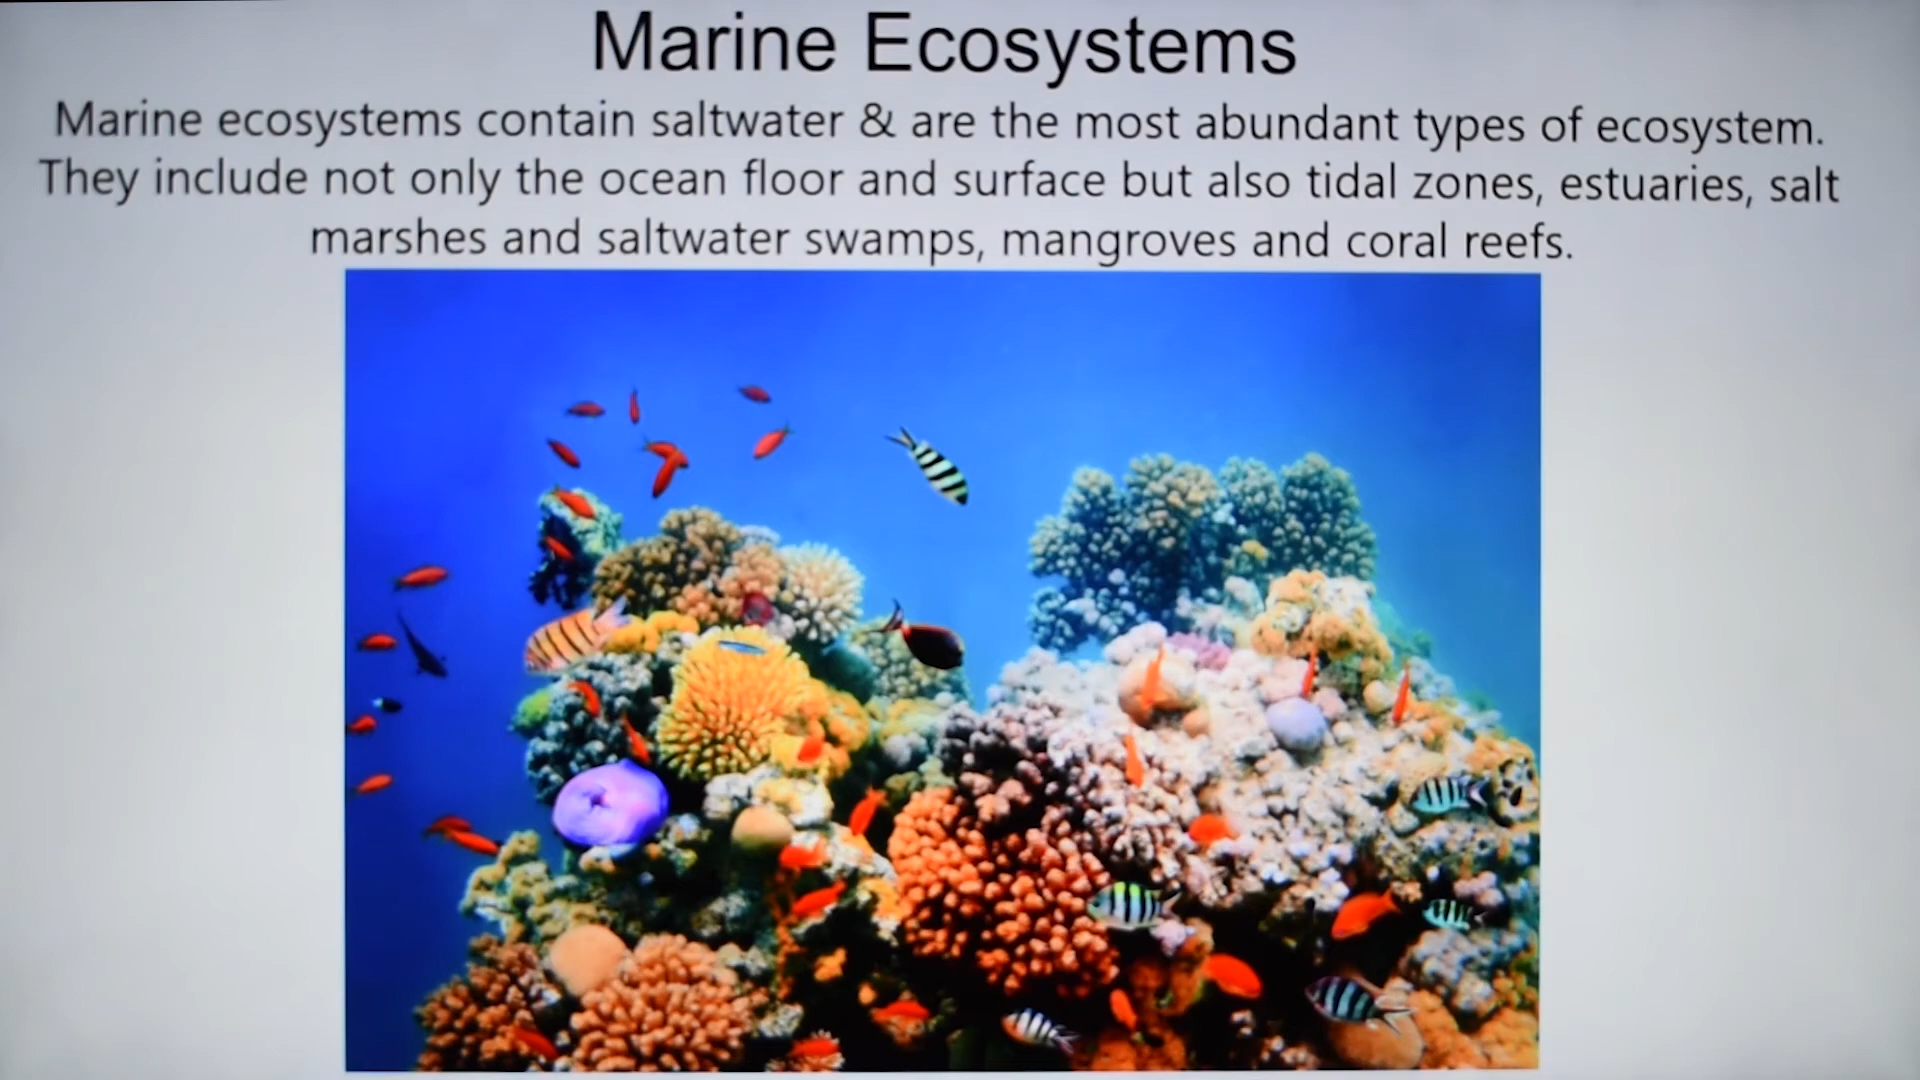 Marine Ecosystems
Marine ecosystems contain saltwater & are the most abundant types of ecosystem.
They include not only the ocean floor and surface but also tidal zones, estuaries, salt
marshes and saltwater swamps, mangroves and coral reefs.